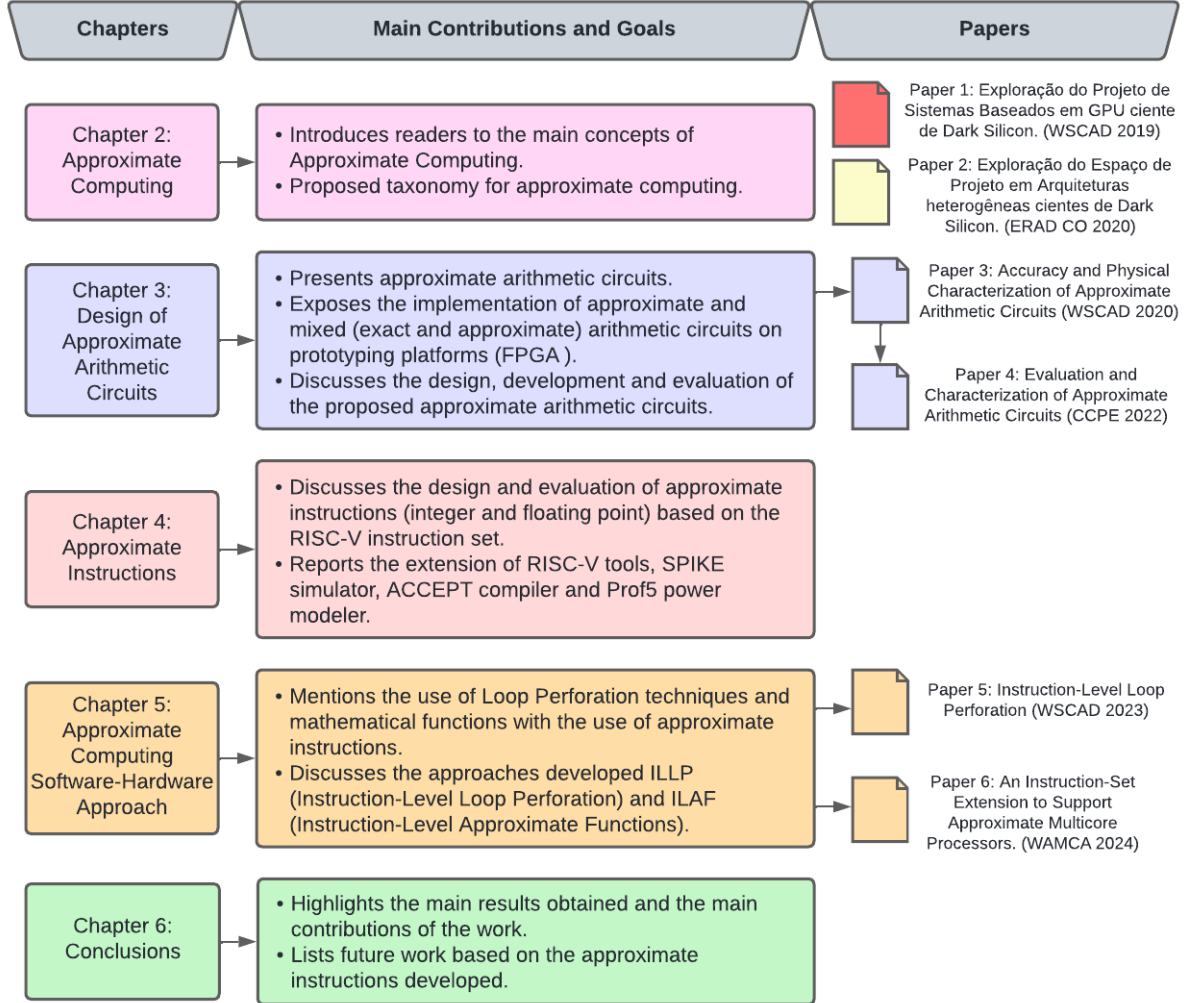 Chapters
Main Contributions and Goals
Papers
Chapter 2:
Approximate
Computing
• Introduces readers to the main concepts of
Approximate Computing.
• Proposed taxonomy for approximate computing.
Paper 1: Exploração do Projeto de
Sistemas Baseados em GPU ciente
de Dark Silicon. (WSCAD 2019)
Paper 2: Exploração do Espaço de
Projeto em Arquiteturas
heterogêneas cientes de Dark
Silicon. (ERAD CO 2020)
Chapter 3:
Design of
Approximate
Arithmetic
Circuits
• Presents approximate arithmetic circuits.
• Exposes the implementation of approximate and
mixed (exact and approximate) arithmetic circuits on
prototyping platforms (FPGA ).
• Discusses the design, development and evaluation of
the proposed approximate arithmetic circuits.
Paper 3: Accuracy and Physical
Characterization of Approximate
Arithmetic Circuits (WSCAD 2020)
Paper 4: Evaluation and
Characterization of Approximate
Arithmetic Circuits (CCPE 2022)
Chapter 4:
Approximate
Instructions
• Discusses the design and evaluation of approximate
instructions (integer and floating point) based on the
RISC-V instruction set.
• Reports the extension of RISC-V tools, SPIKE
simulator, ACCEPT compiler and Prof5 power
modeler.
Chapter 5:
Approximate
Computing
Software-Hardware
Approach
• Mentions the use of Loop Perforation techniques and
mathematical functions with the use of approximate
instructions.
• Discusses the approaches developed ILLP
(Instruction-Level Loop Perforation) and ILAF
(Instruction-Level Approximate Functions).
Paper 5: Instruction-Level Loop
Perforation (WSCAD 2023)
Paper 6: An Instruction-Set
Extension to Support
Approximate Multicore
Processors. (WAMCA 2024)
Chapter 6:
Conclusions
• Highlights the main results obtained and the main
contributions of the work.
• Lists future work based on the approximate
instructions developed.